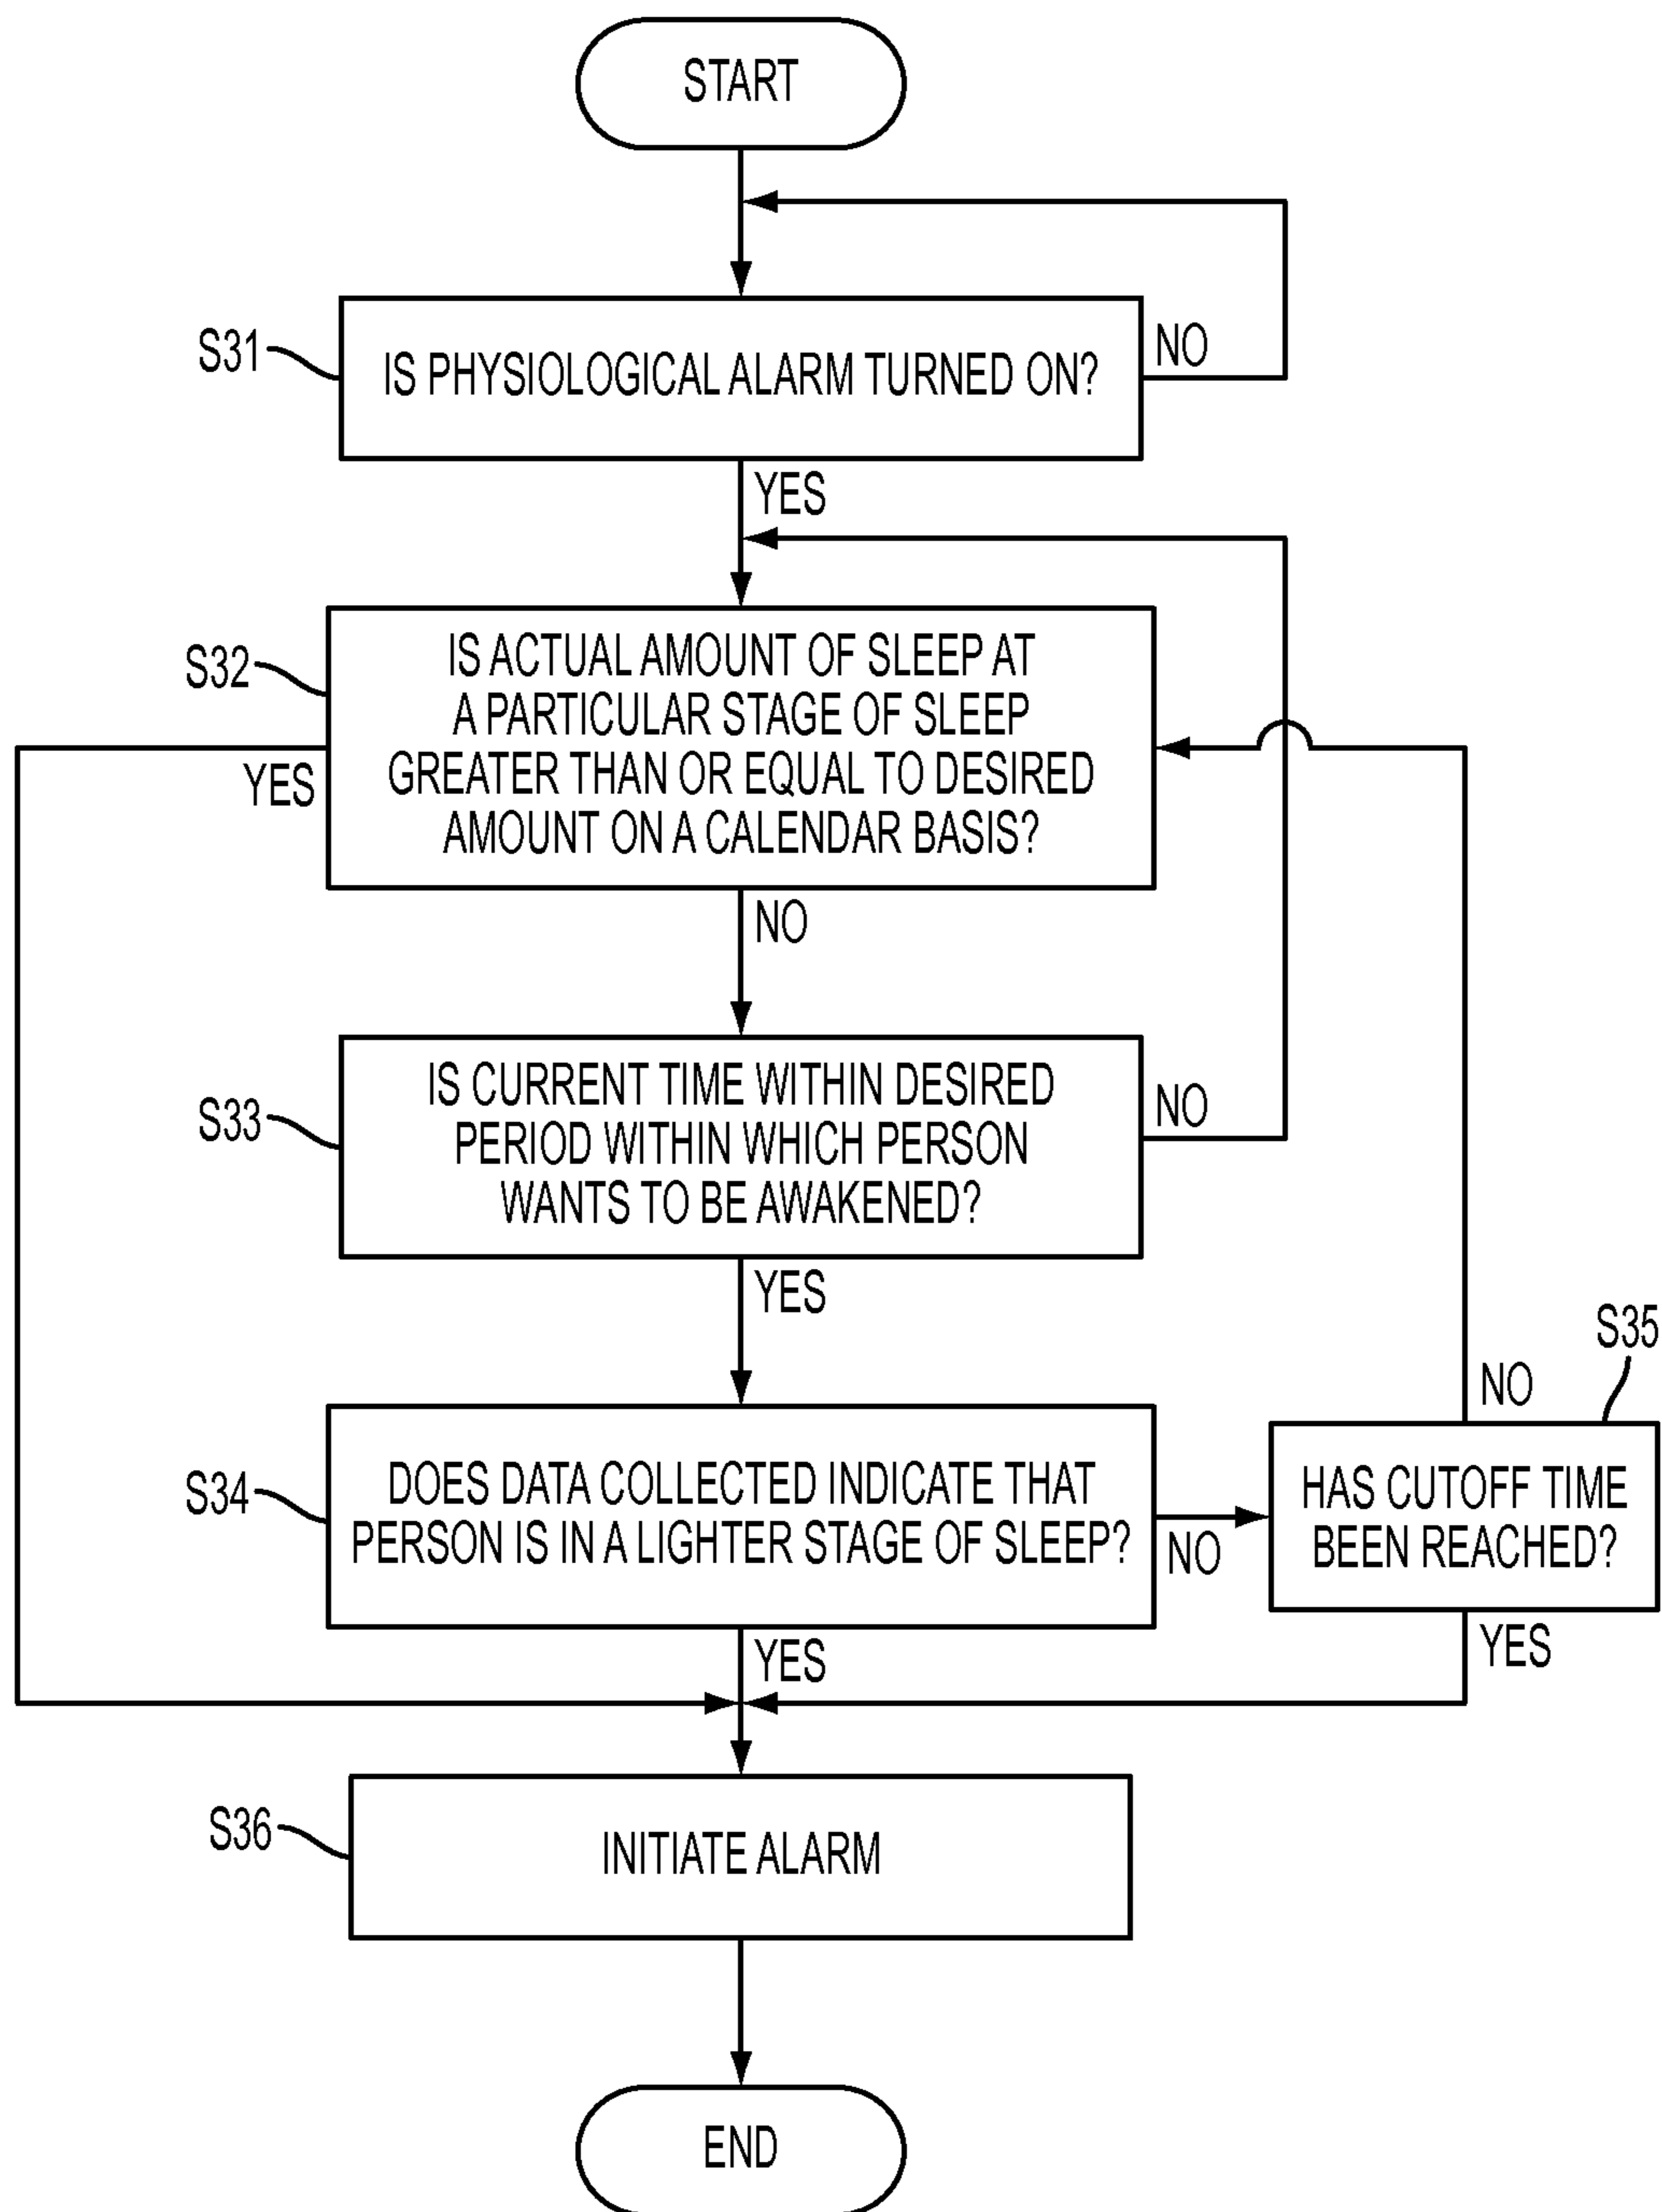 START
S31
IS PHYSIOLOGICAL ALARM TURNED ON?
NO
YES
S32
IS ACTUAL AMOUNT OF SLEEP AT
A PARTICULAR STAGE OF SLEEP
GREATER THAN OR EQUAL TO DESIRED
AMOUNT ON A CALENDAR BASIS?
YES
NO
S33
IS CURRENT TIME WITHIN DESIRED
PERIOD WITHIN WHICH PERSON
WANTS TO BE AWAKENED?
NO
YES
S34
DOES DATA COLLECTED INDICATE THAT
PERSON IS IN A LIGHTER STAGE OF SLEEP?
NO
YES
S35
NO
HAS CUTOFF TIME
BEEN REACHED?
YES
S36
INITIATE ALARM
END